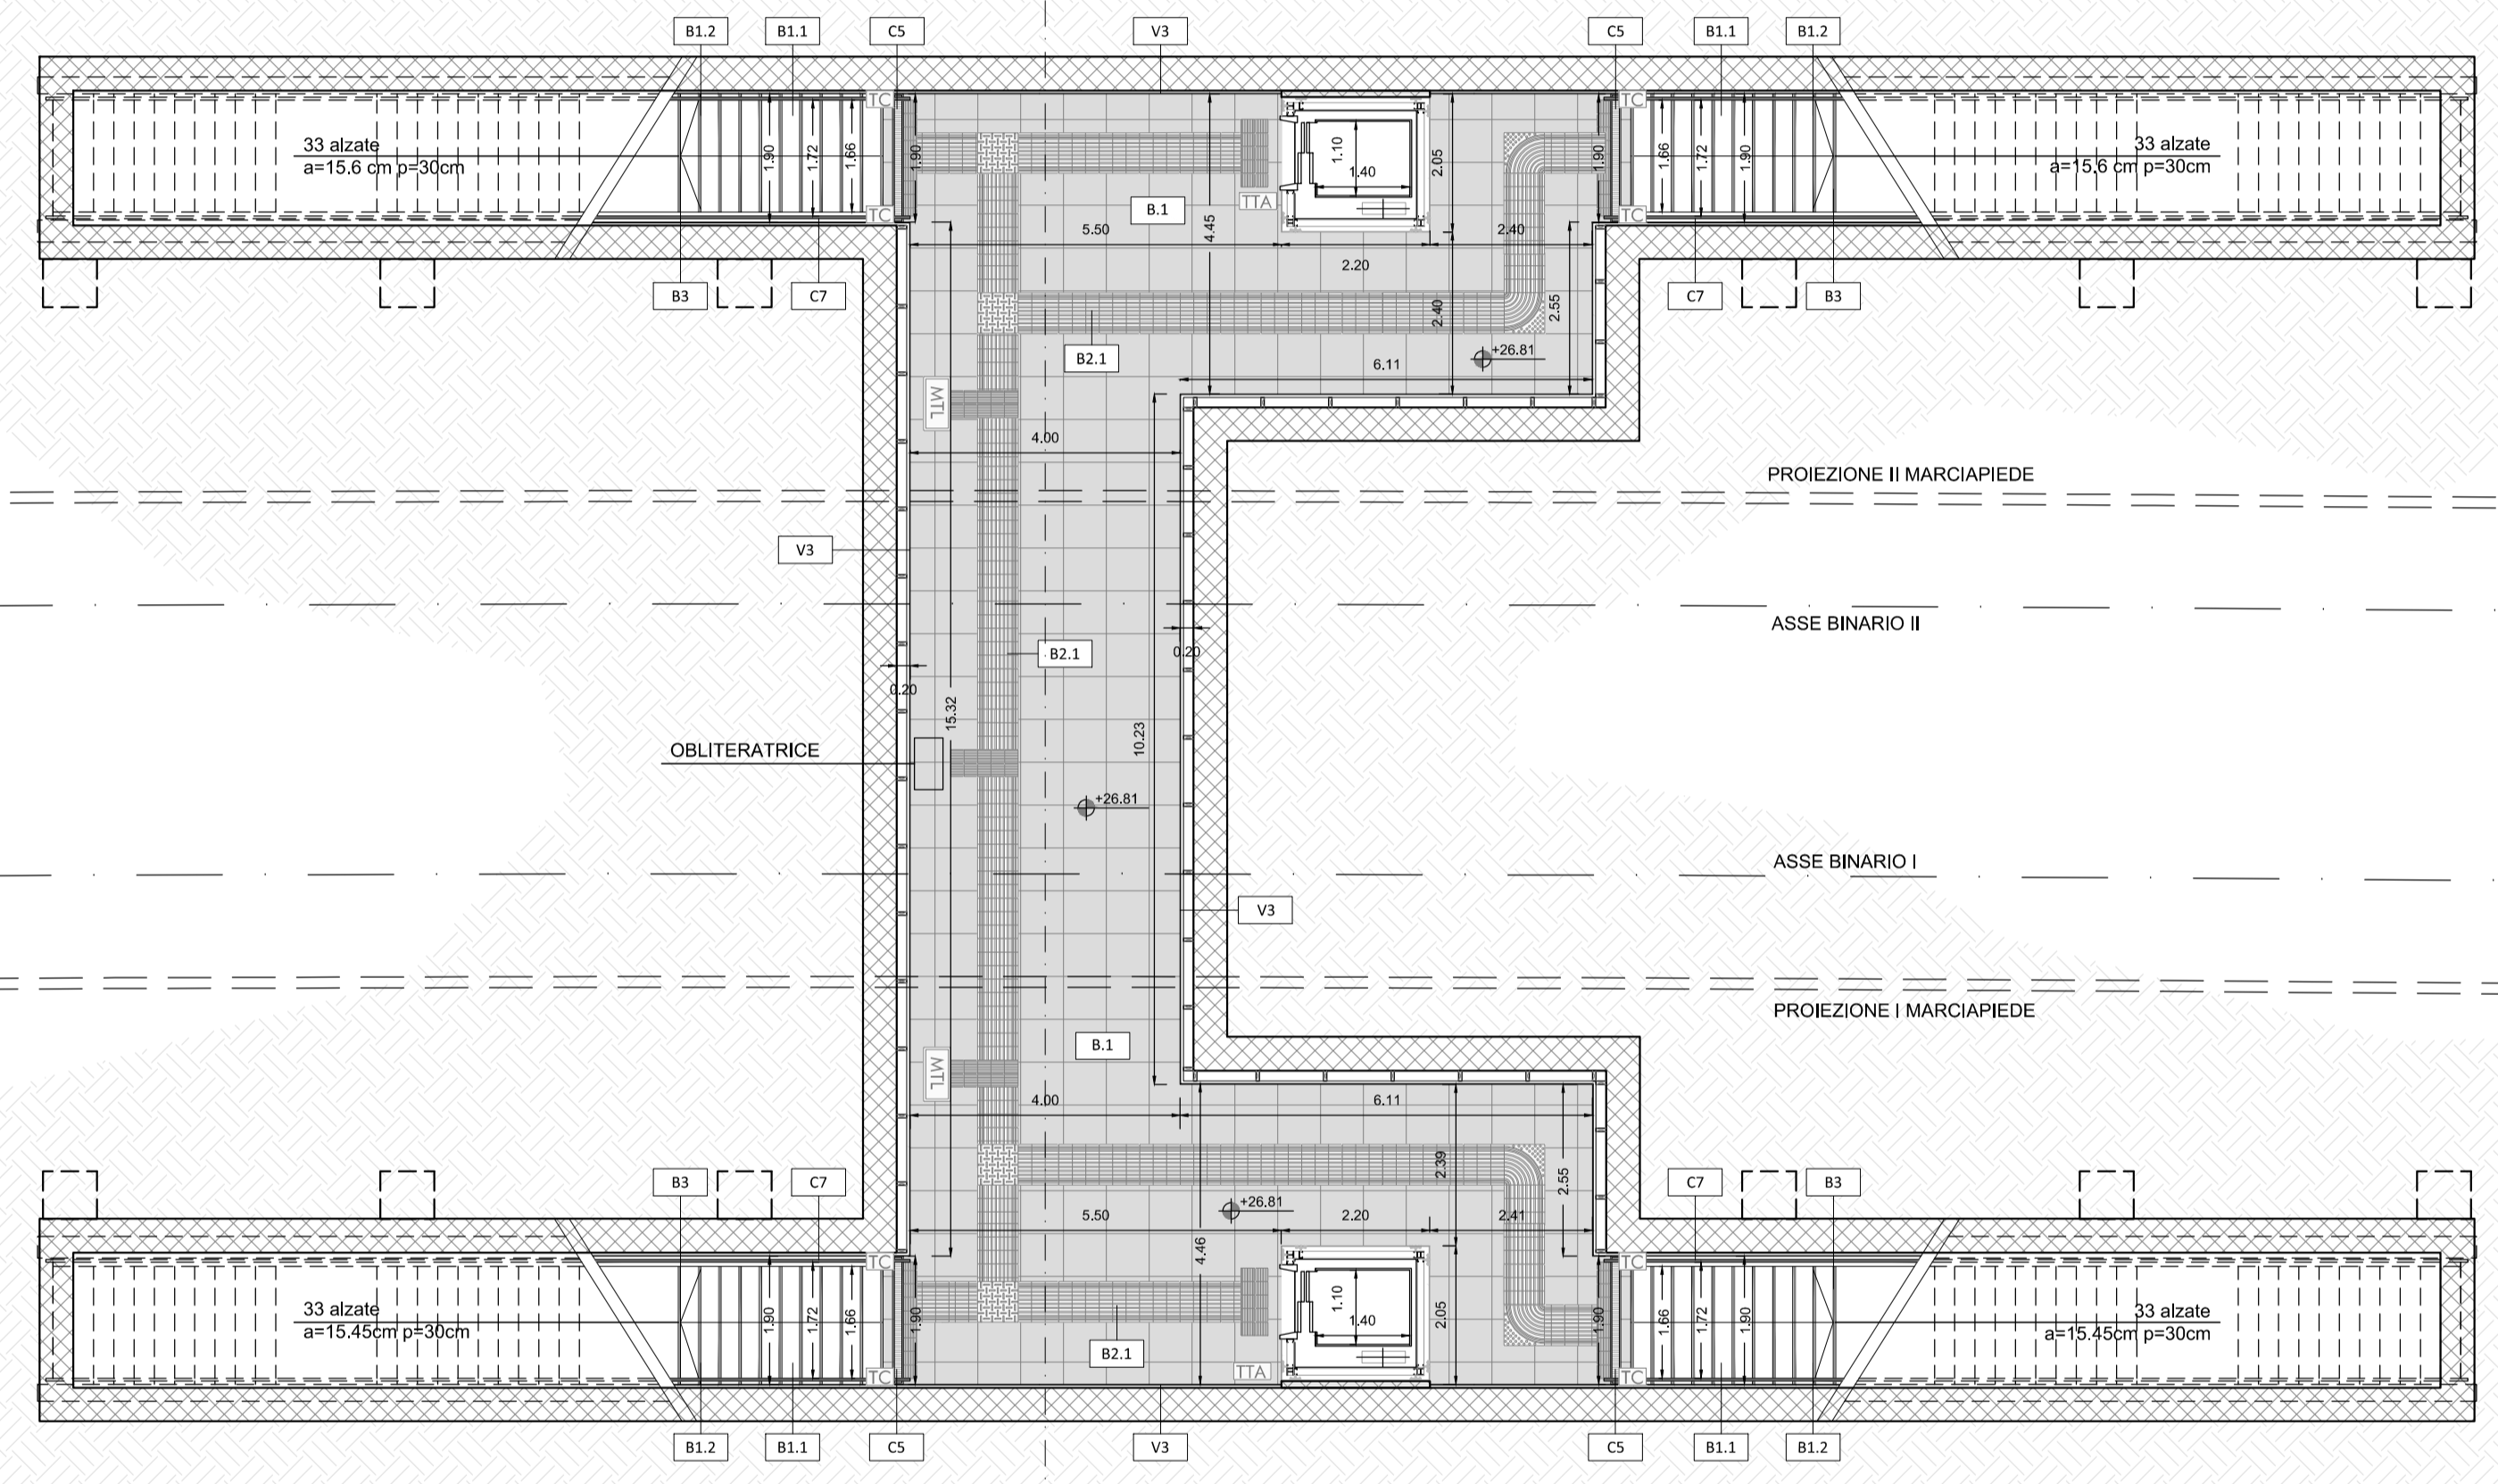 B1.2
B1.1
C5
V3
C5
B1.1
B1.2
TC
TC
33 alzate
a=15.6 cm p=30cm
1.90
1.72
1.66
1.90
1.10
1.40
2.05
1.90
1.66
1.72
1.90
33 alzate
a=15.6 cm p=30cm
TC
TTA
TC
B.1
5.50
4.45
2.40
2.20
B3
C7
2.40
2.55
C7
B3
B2.1
+26.81
6.11
MTL
4.00
PROIEZIONE II MARCIAPIEDE
V3
ASSE BINARIO II
B2.1
0.20
0.20
15.32
10.23
OBLITERATRICE
+26.81
ASSE BINARIO I
V3
PROIEZIONE I MARCIAPIEDE
B.1
MTL
4.00
6.11
2.39
2.55
B3
C7
C7
B3
+26.81
5.50
2.20
2.41
4.46
TC
TC
33 alzate
a=15.45cm p=30cm
1.90
1.72
1.66
1.90
1.10
1.40
2.05
1.90
1.66
1.72
1.90
33 alzate
a=15.45cm p=30cm
B2.1
TC
TTA
TC
B1.2
B1.1
C5
V3
C5
B1.1
B1.2